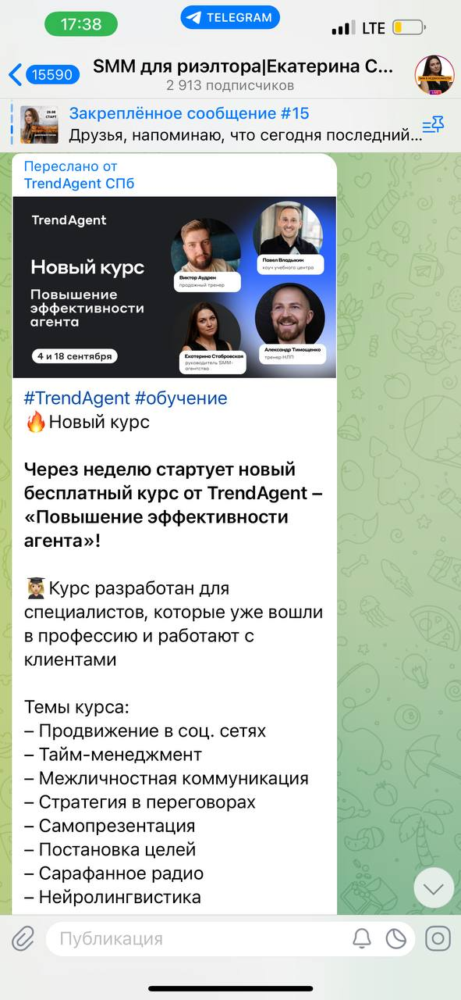 17:38
TELEGRAM
LTE
15590
SMM для риэлтора|Екатерина С...
2 913 подписчиков
Закреплённое сообщение #15
Друзья, напоминаю, что сегодня последний...
Переслано от
TrendAgent СПб
TrendAgent
Новый курс
Повышение
эффективности
агента
4 и 18 сентября
Виктор Аудрен
продажный тренер
Павел Владыкин
коуч учебного центра
Екатерина Стабровская
руководитель SMM-
агентства
Александр Тимощенко
тренер НЛП
#TrendAgent #обучение
🔥Новый курс
Через неделю стартует новый
бесплатный курс от TrendAgent –
«Повышение эффективности
агента»!
👩🏼‍🎓Курс разработан для
специалистов, которые уже вошли
в профессию и работают с
клиентами
Темы курса:
– Продвижение в соц. сетях
– Тайм-менеджмент
– Межличностная коммуникация
– Стратегия в переговорах
– Самопрезентация
– Постановка целей
– Сарафанное радио
– Нейролингвистика
Публикация